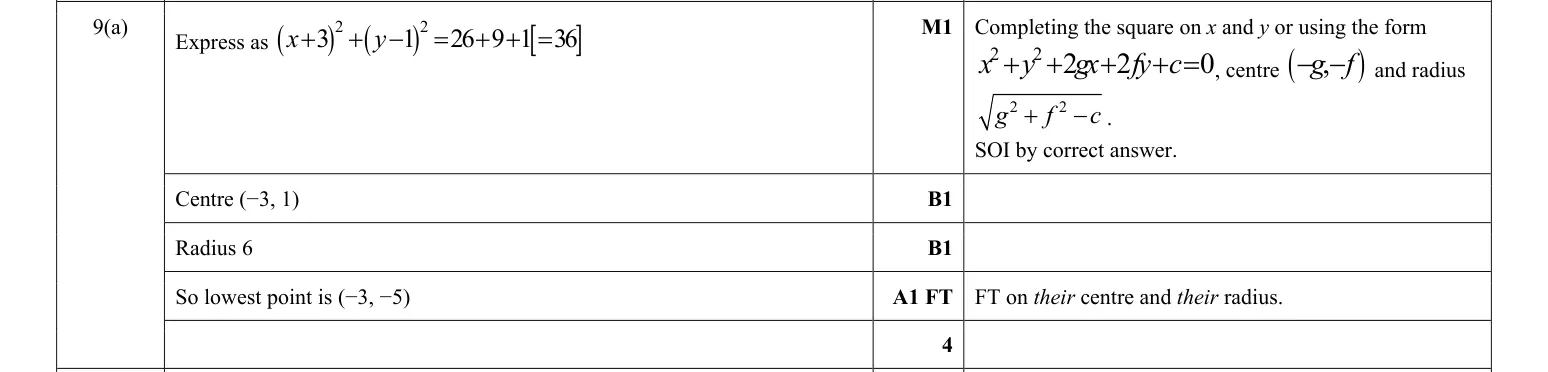 9(a)
Express as (x+3)² + (y−1)² = 26+9+1[=36]
M1
Completing the square on x and y or using the form
x² + y² + 2gx + 2fy + c = 0, centre (−g,−f) and radius
√(g² + f² − c).
SOI by correct answer.
Centre (−3, 1)
B1
Radius 6
B1
So lowest point is (−3, −5)
A1 FT
FT on their centre and their radius.
4